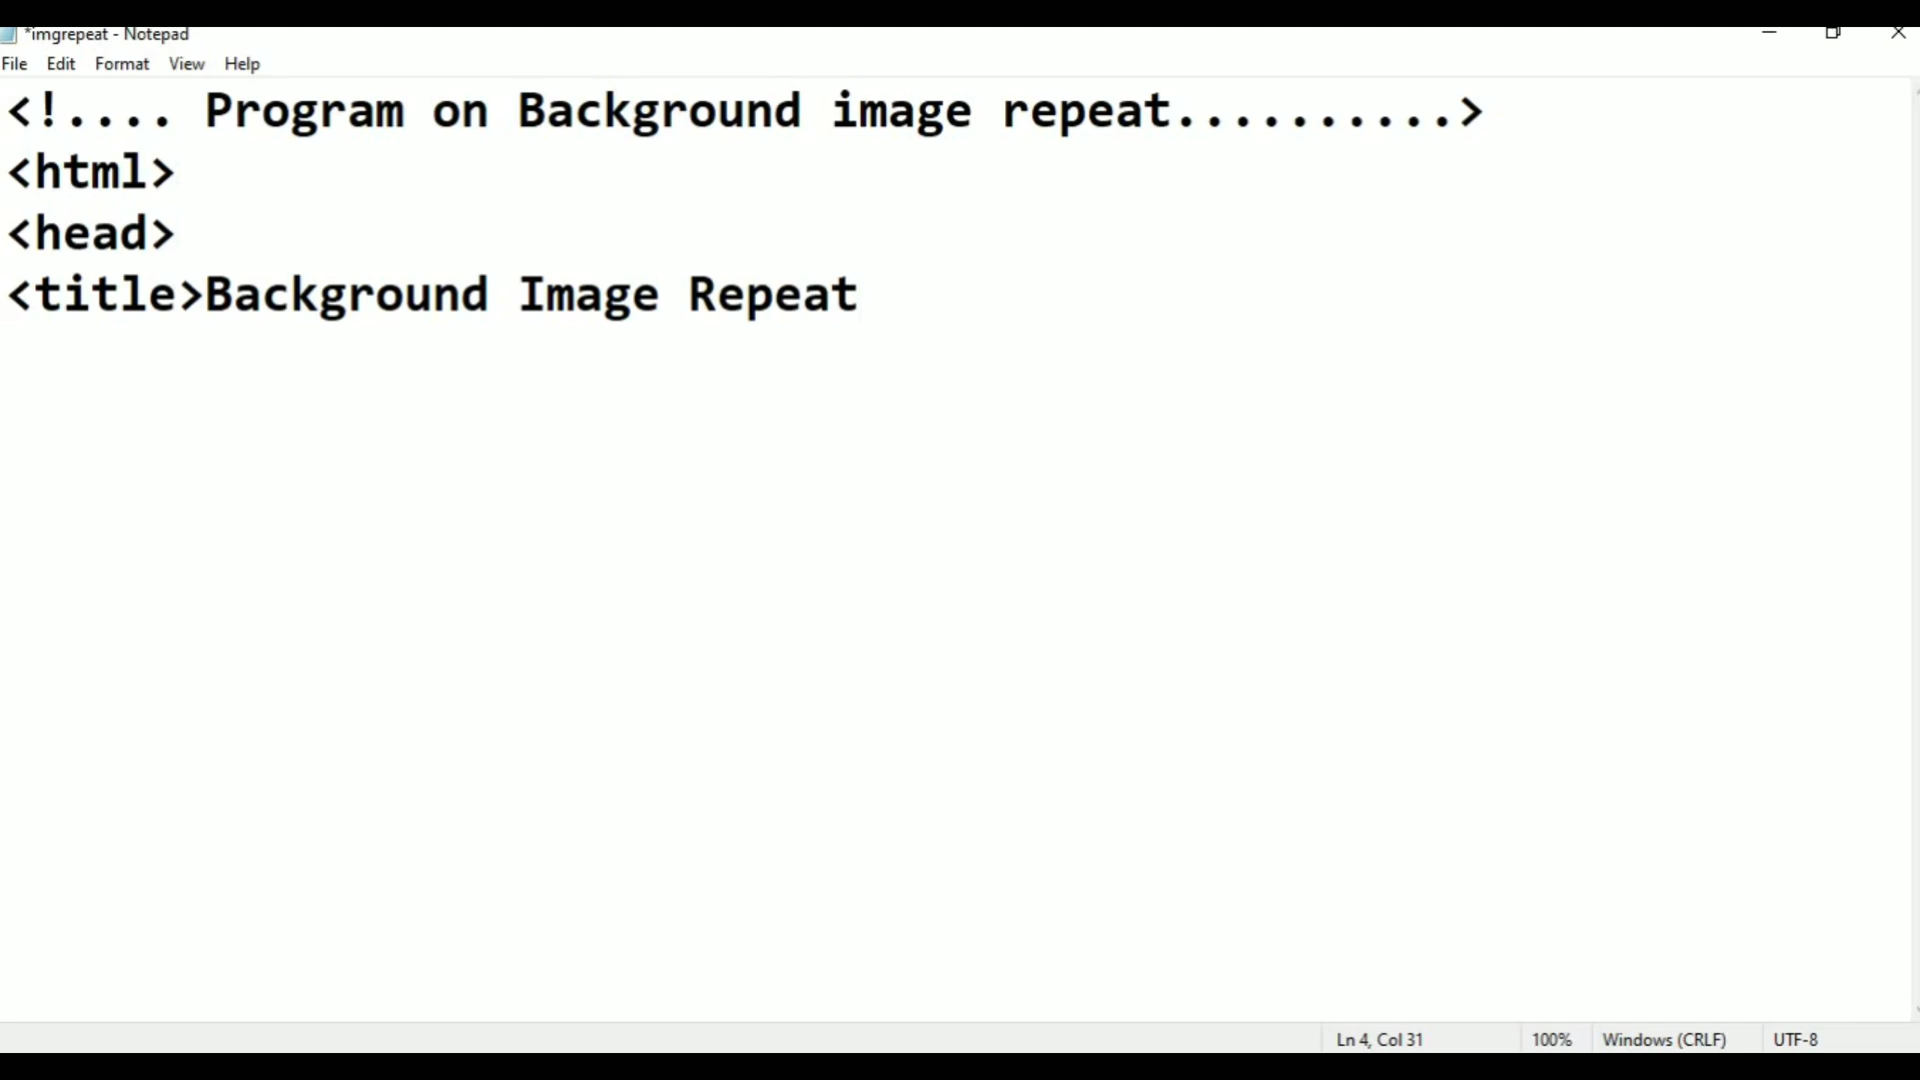 *imgrepeat - Notepad
File Edit Format View Help
<!.... Program on Background image repeat..........>
<html>
<head>
<title>Background Image Repeat
Ln 4, Col 31 100% Windows (CRLF) UTF-8